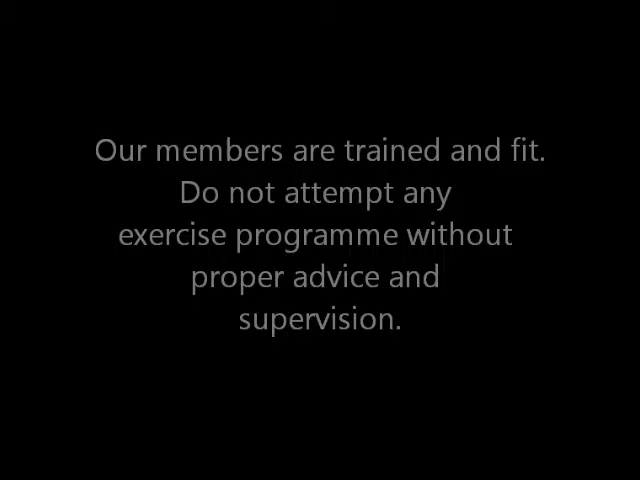 Our members are trained and fit.
Do not attempt any
exercise programme without
proper advice and
supervision.